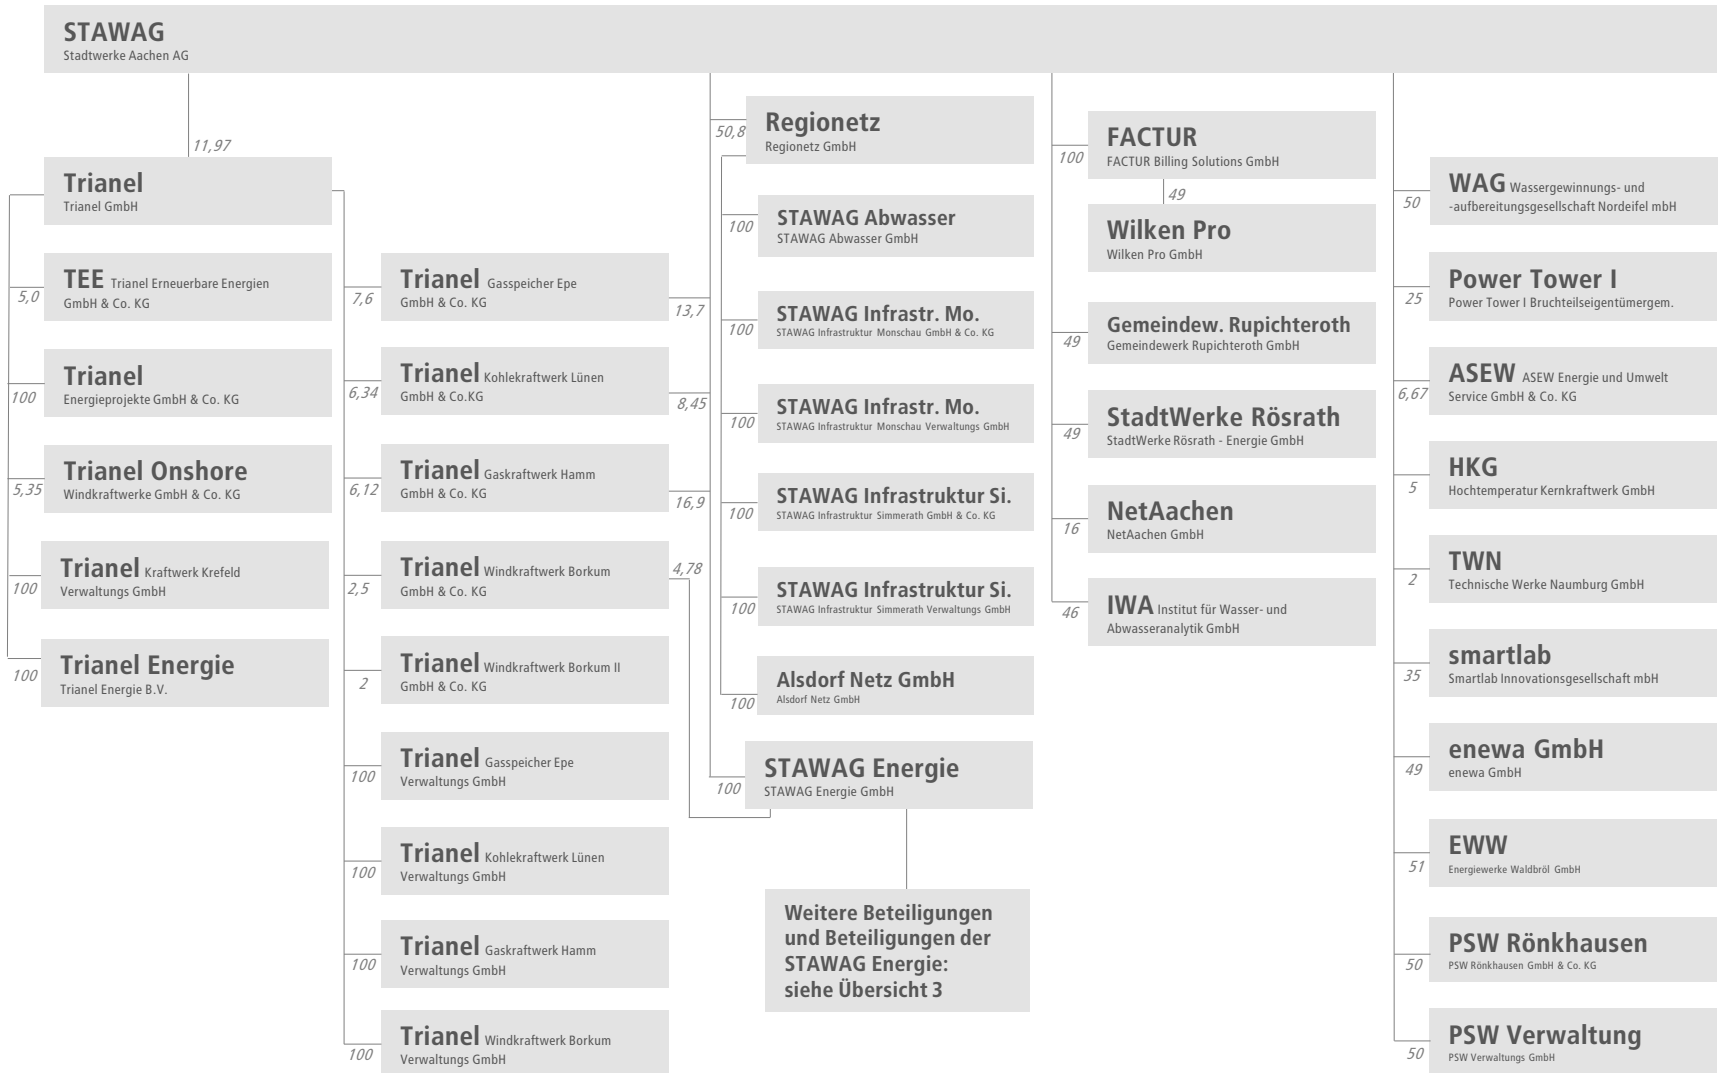 STAWAG
Stadtwerke Aachen AG
11,97
Trianel
Trianel GmbH
5,0
TEE Trianel Erneuerbare Energien
GmbH & Co. KG
100
Trianel
Energieprojekte GmbH & Co. KG
5,35
Trianel Onshore
Windkraftwerke GmbH & Co. KG
100
Trianel Kraftwerk Krefeld
Verwaltungs GmbH
100
Trianel Energie
Trianel Energie B.V.
7,6
Trianel Gasspeicher Epe
GmbH & Co. KG
13,7
6,34
Trianel Kohlekraftwerk Lünen
GmbH & Co.KG
8,45
6,12
Trianel Gaskraftwerk Hamm
GmbH & Co. KG
16,9
2,5
Trianel Windkraftwerk Borkum
GmbH & Co. KG
4,78
2
Trianel Windkraftwerk Borkum II
GmbH & Co. KG
100
Trianel Gasspeicher Epe
Verwaltungs GmbH
100
Trianel Kohlekraftwerk Lünen
Verwaltungs GmbH
100
Trianel Gaskraftwerk Hamm
Verwaltungs GmbH
100
Trianel Windkraftwerk Borkum
Verwaltungs GmbH
50,8
Regionetz
Regionetz GmbH
100
STAWAG Abwasser
STAWAG Abwasser GmbH
100
STAWAG Infrastr. Mo.
STAWAG Infrastruktur Monschau GmbH & Co. KG
100
STAWAG Infrastr. Mo.
STAWAG Infrastruktur Monschau Verwaltungs GmbH
100
STAWAG Infrastruktur Si.
STAWAG Infrastruktur Simmerath GmbH & Co. KG
100
STAWAG Infrastruktur Si.
STAWAG Infrastruktur Simmerath Verwaltungs GmbH
100
Alsdorf Netz GmbH
Alsdorf Netz GmbH
100
STAWAG Energie
STAWAG Energie GmbH
Weitere Beteiligungen
und Beteiligungen der
STAWAG Energie:
siehe Übersicht 3
100
FACTUR
FACTUR Billing Solutions GmbH
49
Wilken Pro
Wilken Pro GmbH
49
Gemeindew. Rupichteroth
Gemeindewerk Rupichteroth GmbH
49
StadtWerke Rösrath
StadtWerke Rösrath - Energie GmbH
16
NetAachen
NetAachen GmbH
46
IWA Institut für Wasser- und
Abwasseranalytik GmbH
50
WAG Wassergewinnungs- und
-aufbereitungsgesellschaft Nordeifel mbH
25
Power Tower I
Power Tower I Bruchteilseigentümergem.
6,67
ASEW ASEW Energie und Umwelt
Service GmbH & Co. KG
5
HKG
Hochtemperatur Kernkraftwerk GmbH
2
TWN
Technische Werke Naumburg GmbH
35
smartlab
Smartlab Innovationsgesellschaft mbH
49
enewa GmbH
enewa GmbH
51
EWW
Energiewerke Waldbröl GmbH
50
PSW Rönkhausen
PSW Rönkhausen GmbH & Co. KG
50
PSW Verwaltung
PSW Verwaltungs GmbH